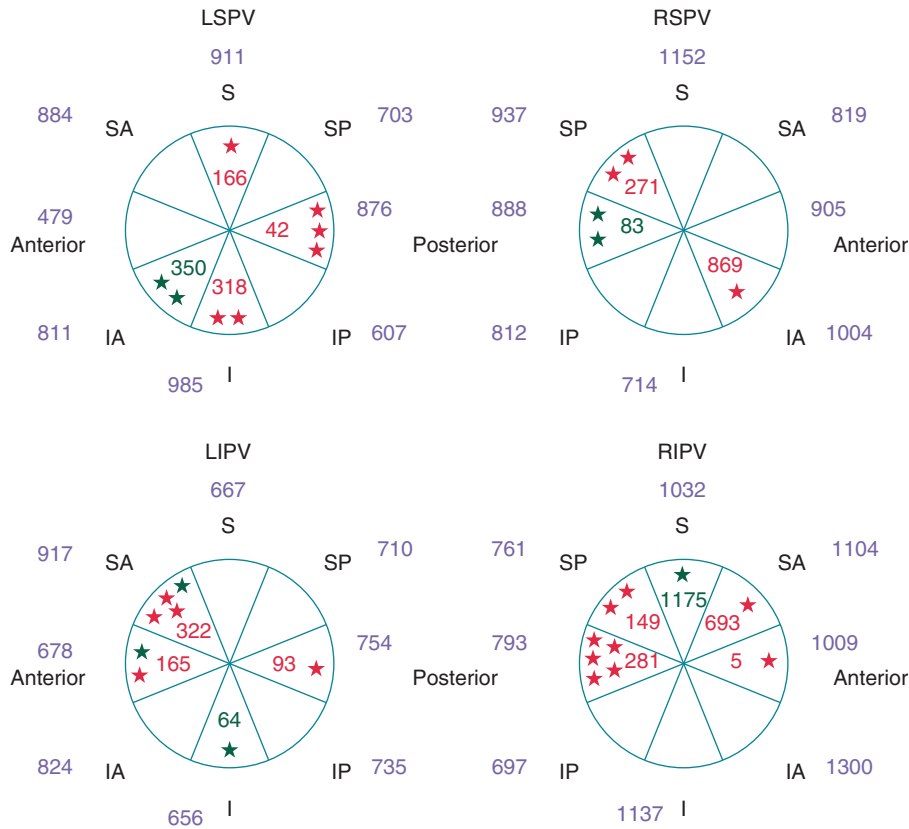 LSPV RSPV
911 1152
S S
884 SA SP 703 937 SP SA 819
166 271
479 42 876 888 83 905
Anterior Posterior Anterior
350 318 869
811 IA IP 607 812 IP IA 1004
985 I 714 I
LIPV RIPV
667 1032
S S
917 SA SP 710 761 SP SA 1104
322 149 1175 693
678 165 93 754 793 281 5 1009
Anterior Posterior Anterior
64
824 IA IP 735 697 IP IA 1300
656 I 1137 I